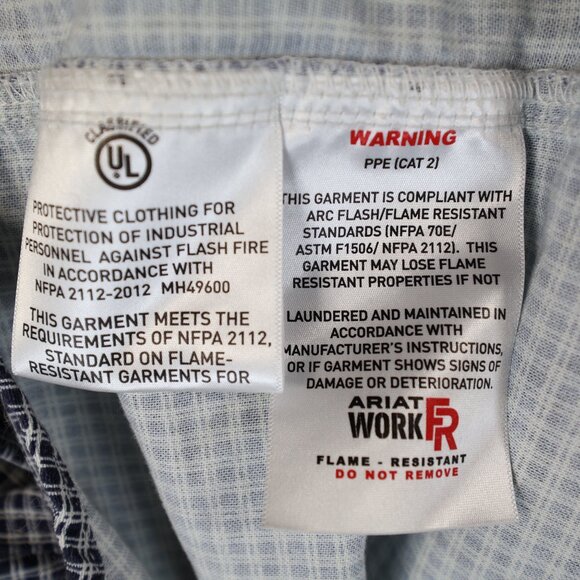 CLASSIFIED
UL
PROTECTIVE CLOTHING FOR
PROTECTION OF INDUSTRIAL
PERSONNEL AGAINST FLASH FIRE
IN ACCORDANCE WITH
NFPA 2112-2012 MH49600
THIS GARMENT MEETS THE
REQUIREMENTS OF NFPA 2112,
STANDARD ON FLAME-
RESISTANT GARMENTS FOR
WARNING
PPE (CAT 2)
THIS GARMENT IS COMPLIANT WITH
ARC FLASH/FLAME RESISTANT
STANDARDS (NFPA 70E/
ASTM F1506/ NFPA 2112). THIS
GARMENT MAY LOSE FLAME
RESISTANT PROPERTIES IF NOT
LAUNDERED AND MAINTAINED IN
ACCORDANCE WITH
MANUFACTURER'S INSTRUCTIONS,
OR IF GARMENT SHOWS SIGNS OF
DAMAGE OR DETERIORATION.
ARIAT
WORK FR
FLAME - RESISTANT
DO NOT REMOVE